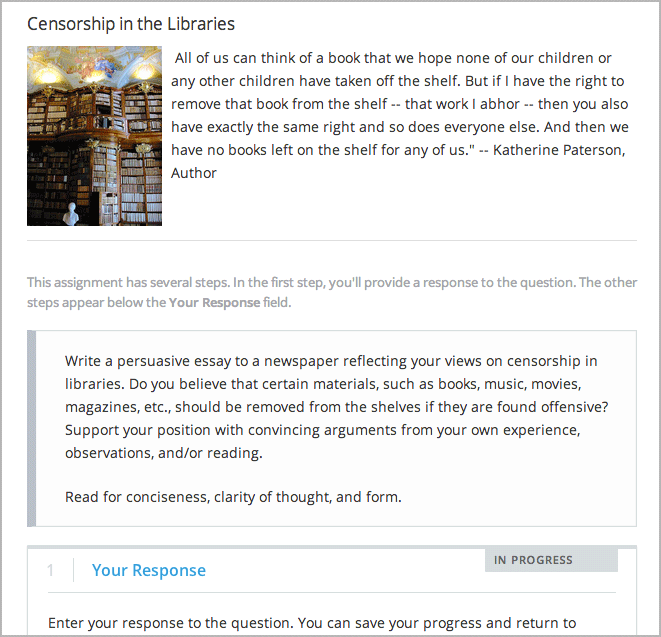 Censorship in the Libraries
All of us can think of a book that we hope none of our children or
any other children have taken off the shelf. But if I have the right to
remove that book from the shelf -- that work I abhor -- then you also
have exactly the same right and so does everyone else. And then we
have no books left on the shelf for any of us." -- Katherine Paterson,
Author
This assignment has several steps. In the first step, you'll provide a response to the question. The other
steps appear below the Your Response field.
Write a persuasive essay to a newspaper reflecting your views on censorship in
libraries. Do you believe that certain materials, such as books, music, movies,
magazines, etc., should be removed from the shelves if they are found offensive?
Support your position with convincing arguments from your own experience,
observations, and/or reading.
Read for conciseness, clarity of thought, and form.
1 Your Response IN PROGRESS
Enter your response to the question. You can save your progress and return to